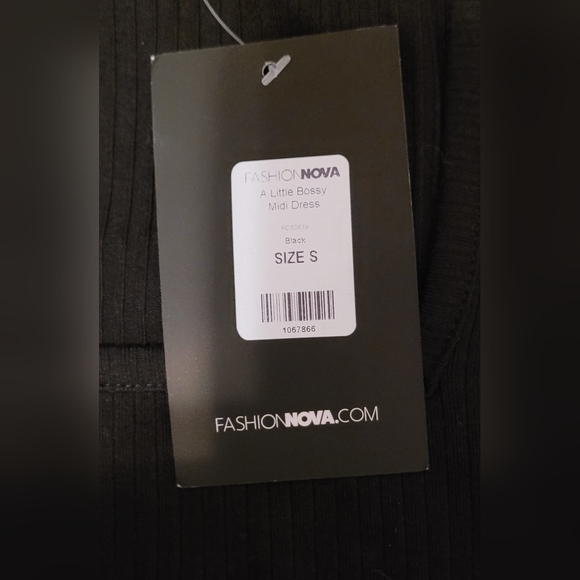 FASHIONNOVA
A Little Bossy
Midi Dress
Black
SIZE S
1067866
FASHIONNOVA.COM